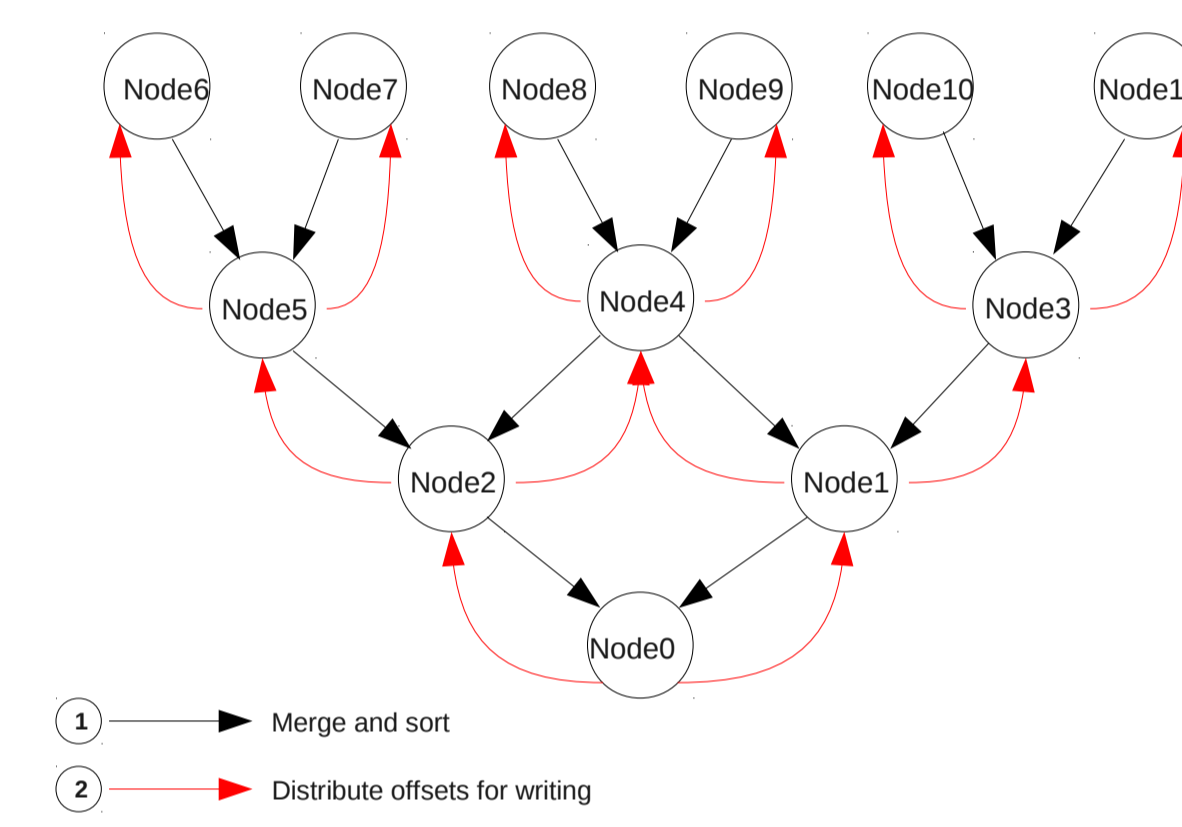 Node6 Node7 Node8 Node9 Node10 Node1
Node5 Node4 Node3
Node2 Node1
Node0
1 Merge and sort
2 Distribute offsets for writing